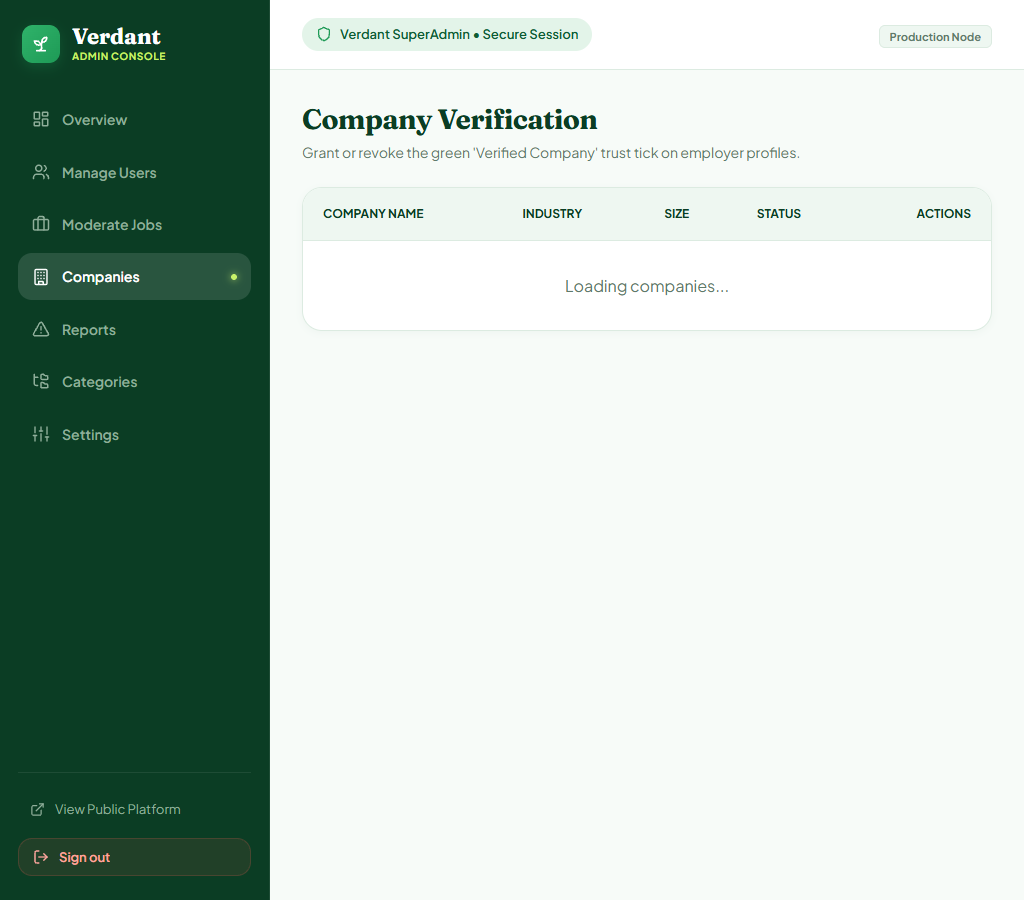 Verdant
ADMIN CONSOLE
Overview
Manage Users
Moderate Jobs
Companies
Reports
Categories
Settings
View Public Platform
Sign out
Verdant SuperAdmin • Secure Session
Production Node
Company Verification
Grant or revoke the green 'Verified Company' trust tick on employer profiles.
COMPANY NAME INDUSTRY SIZE STATUS ACTIONS
Loading companies...